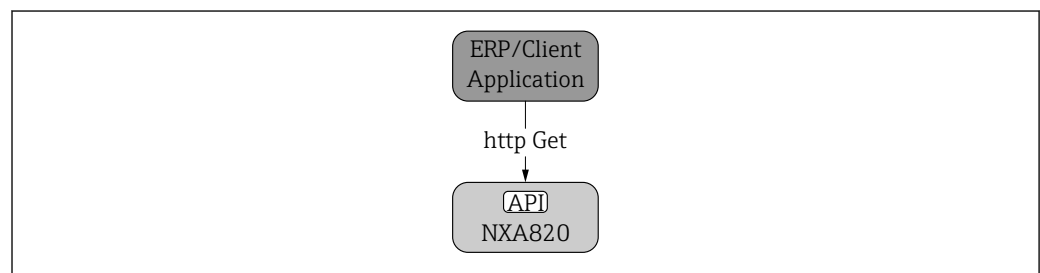 ERP/Client
Application
http Get
API
NXA820